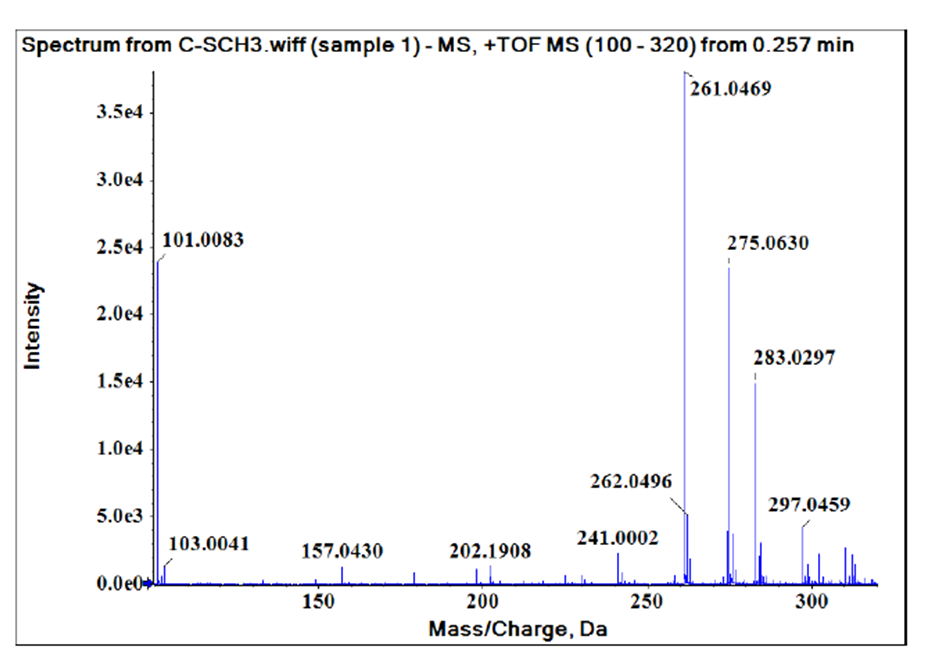 Spectrum from C-SCH3.wiff (sample 1) - MS, +TOF MS (100 - 320) from 0.257 min
261.0469
3.5e4
3.0e4
101.0083
275.0630
2.5e4
2.0e4
283.0297
1.5e4
1.0e4
262.0496
297.0459
5.0e3
103.0041
157.0430
202.1908
241.0002
0.0e0
150
200
250
300
Intensity
Mass/Charge, Da